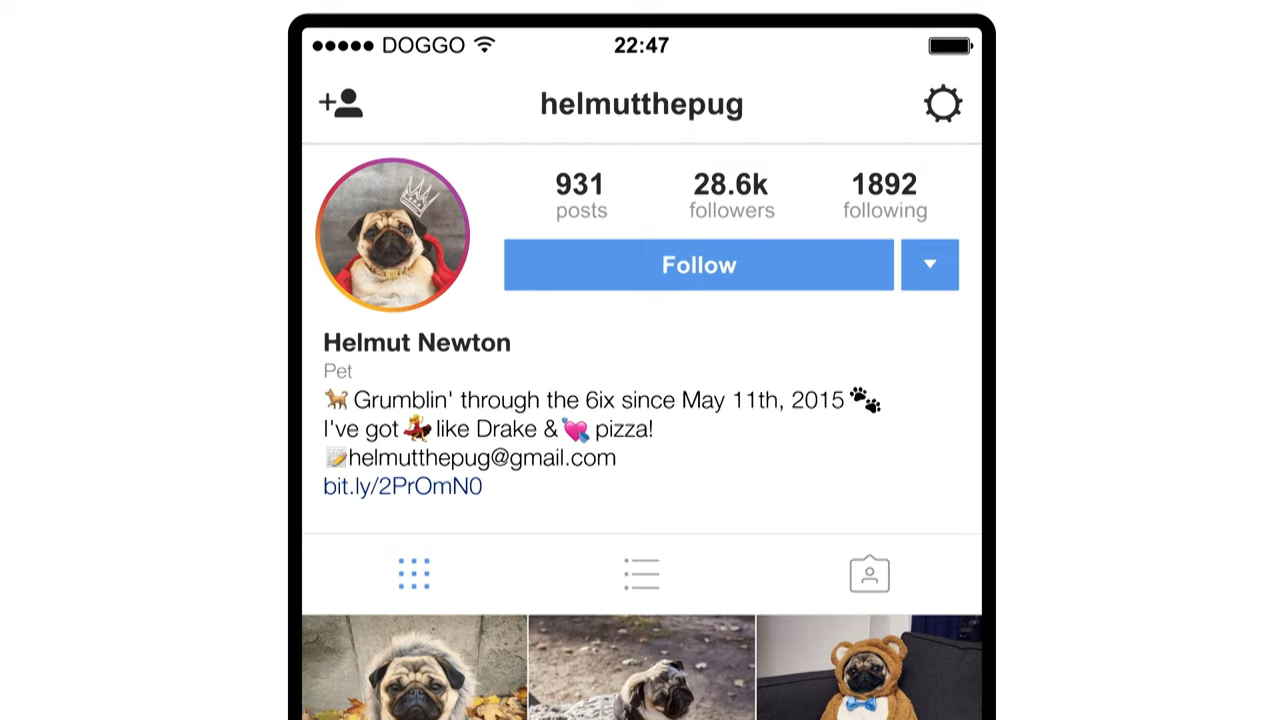 DOGGO 22:47
helmutthepug
931 28.6k 1892
posts followers following
Follow
Helmut Newton
Pet
🐕 Grumblin' through the 6ix since May 11th, 2015 🐾
I've got 💃 like Drake & 💘 pizza!
📝helmutthepug@gmail.com
bit.ly/2PrOmN0